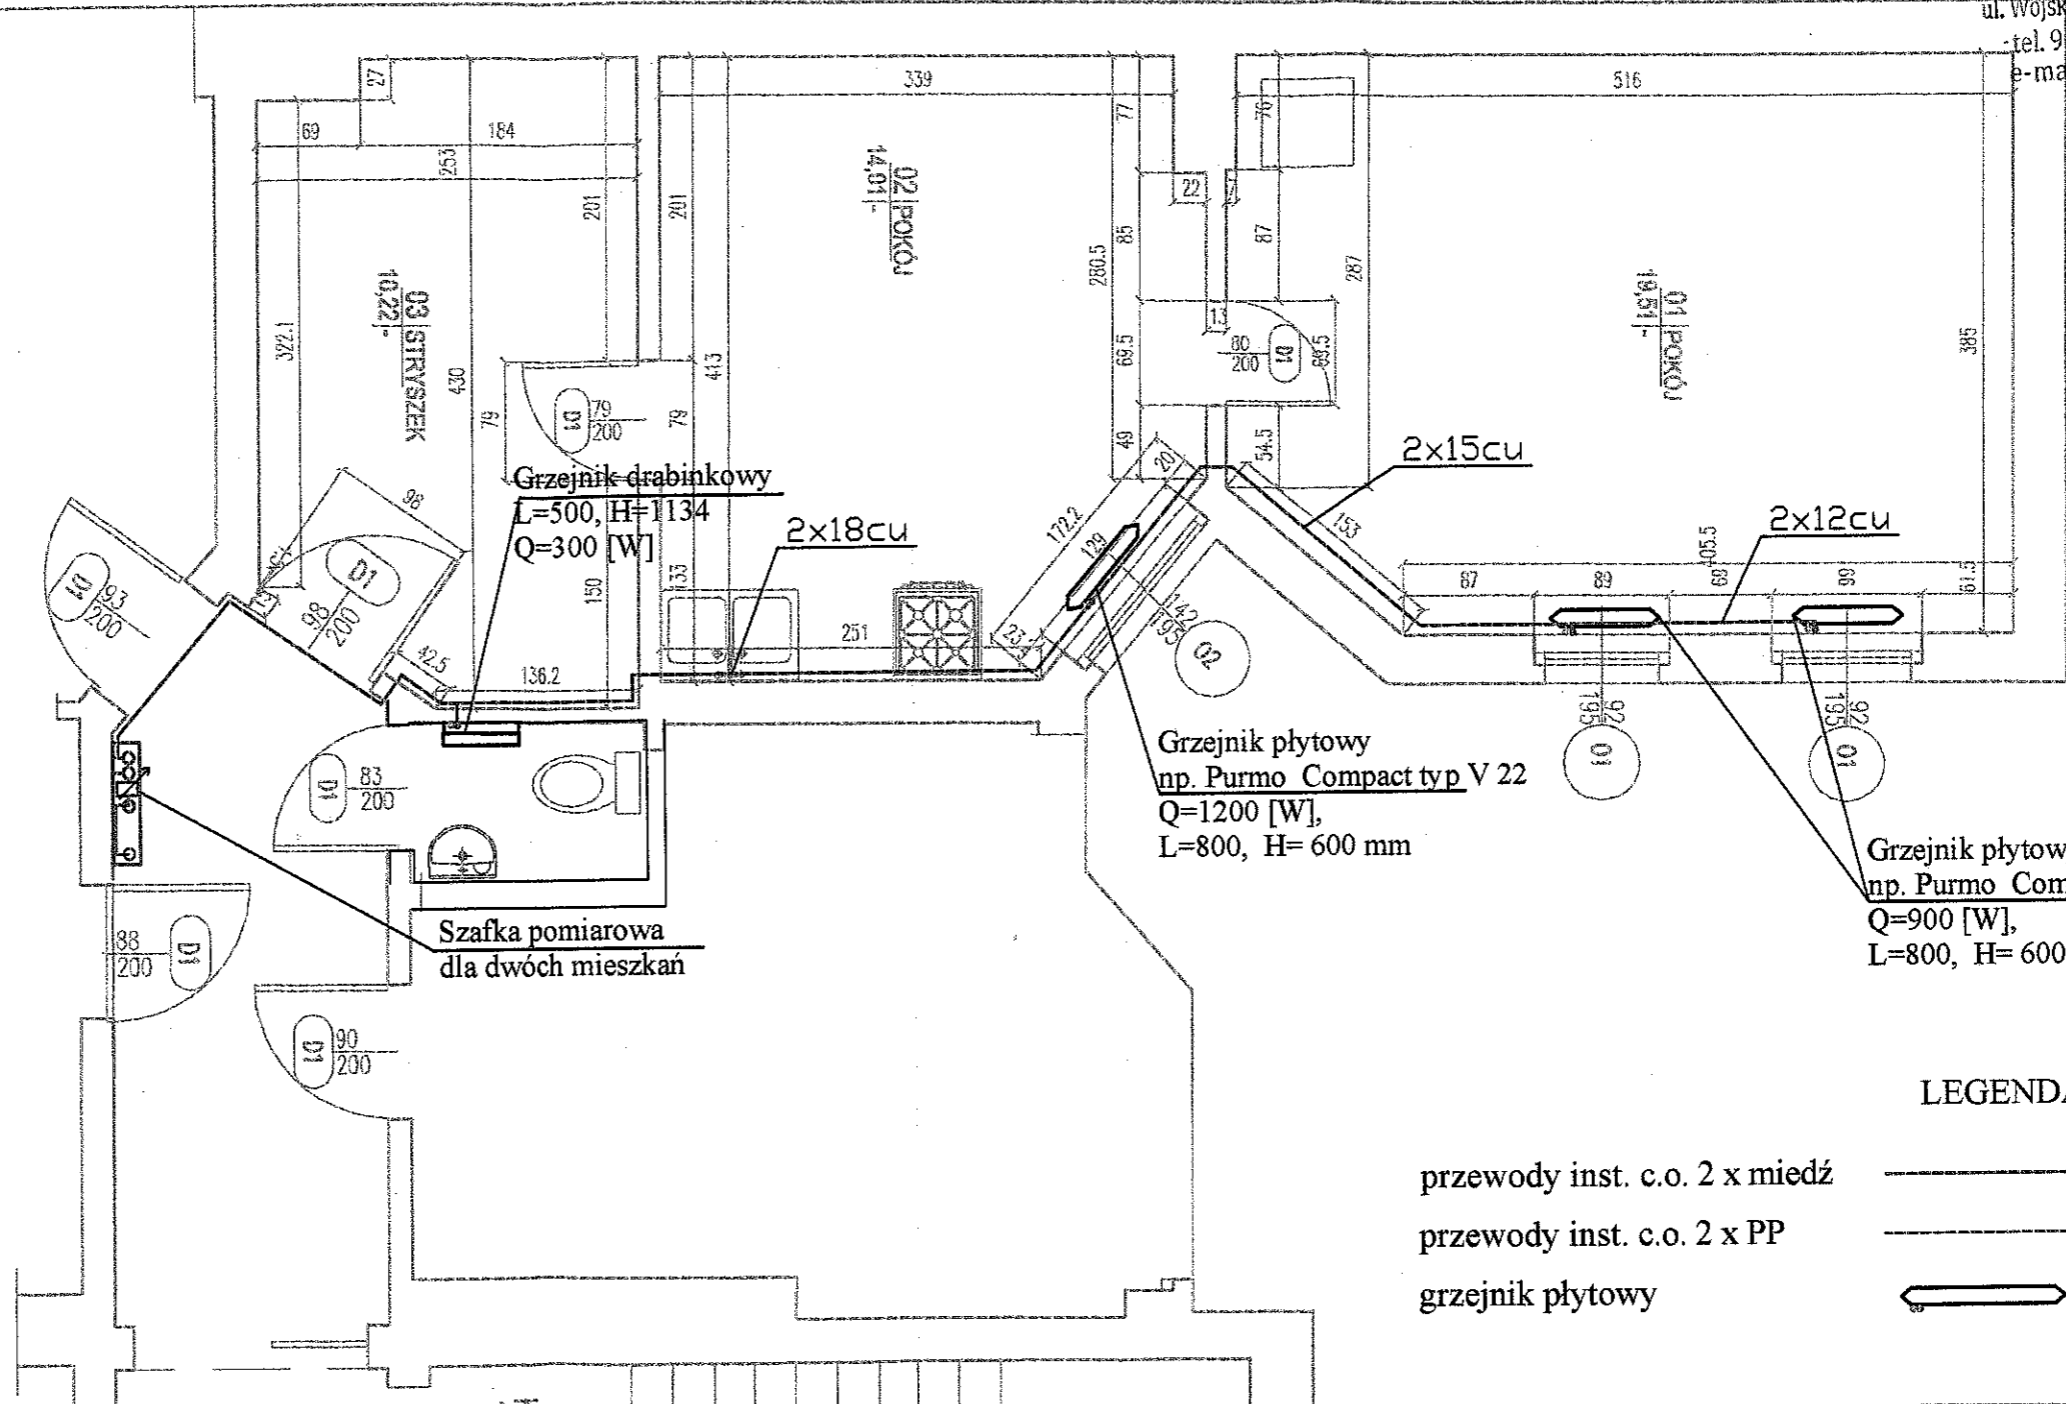 ul. Wojsk
tel. 9
e-ma
27
339
516
69
184
253
77
76
201
201
22
7
02 POKÓJ
14,01 -
85
87
280.5
287
03 STRYSZEK
10,22 -
01 POKÓJ
19,51 -
322.1
430
413
13
80
200
D1
69.5
69.5
385
79
D1
79
200
79
49
54.5
20
98
Grzejnik drabinkowy
L=500, H=1134
Q=300 [W]
2x15cu
2x18cu
172.2
129
153
2x12cu
405.5
D1
93
200
D1
98
200
150
133
87
89
68
99
61.5
12
251
142
195
O2
42.5
136.2
92
195
O1
92
195
O1
D1
83
200
Grzejnik płytowy
np. Purmo Compact typ V 22
Q=1200 [W],
L=800, H= 600 mm
Grzejnik płytow
np. Purmo Com
Q=900 [W],
L=800, H= 600
Szafka pomiarowa
dla dwóch mieszkań
88
200
D1
D1
90
200
LEGENDA
przewody inst. c.o. 2 x miedź
przewody inst. c.o. 2 x PP
grzejnik płytowy